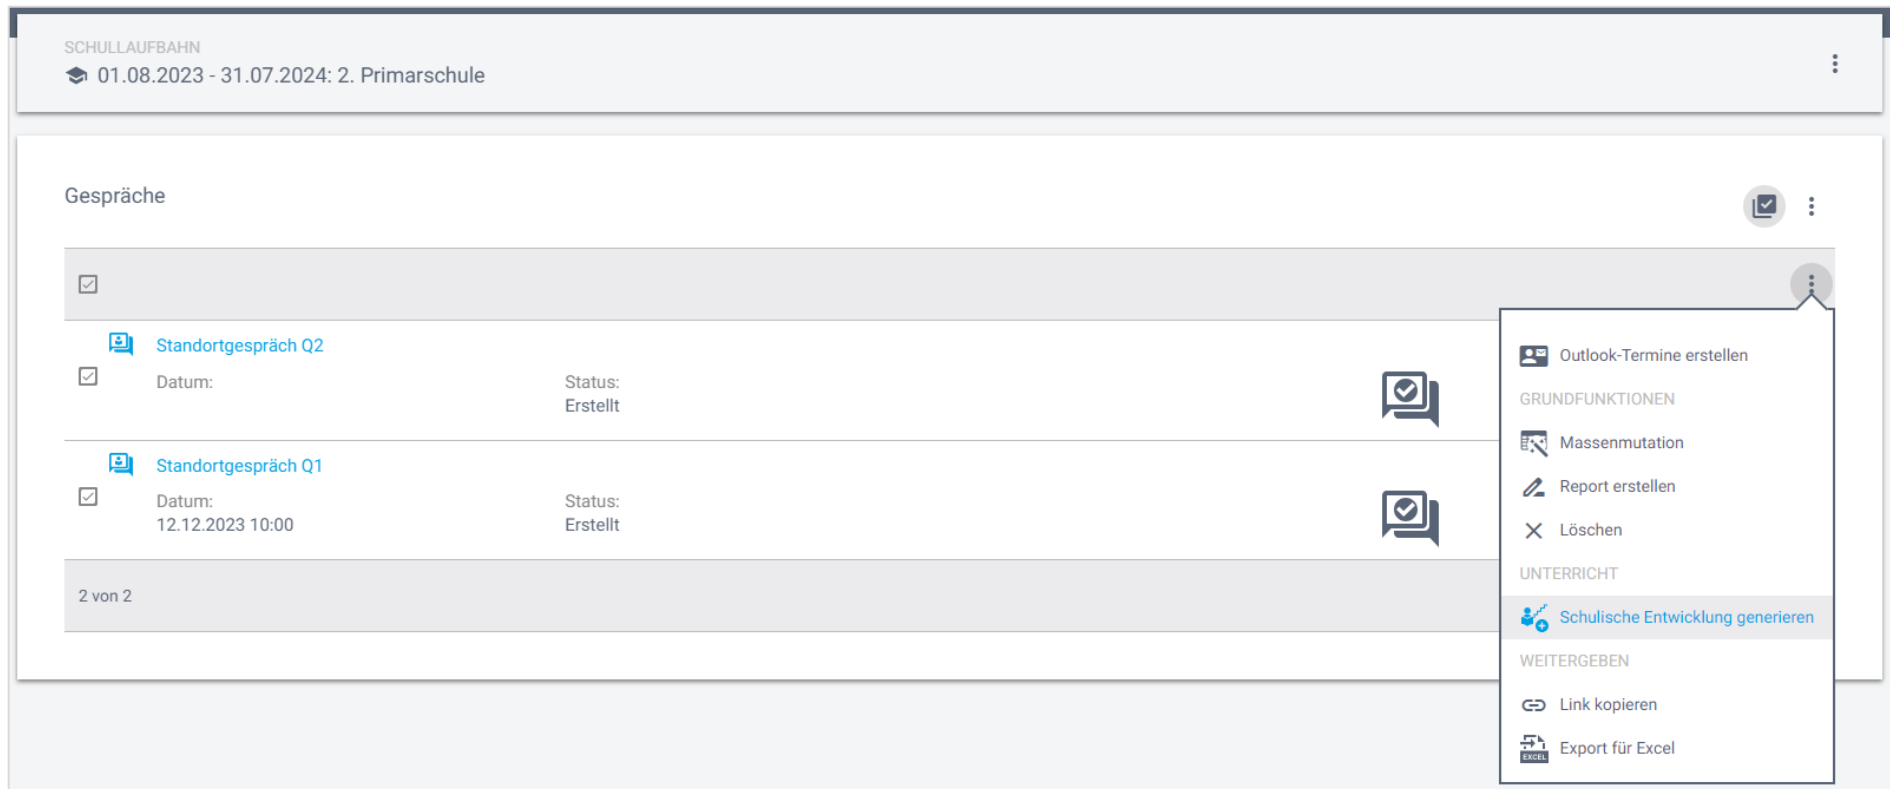 SCHULLAUFBAHN
01.08.2023 - 31.07.2024: 2. Primarschule
Gespräche
Standortgespräch Q2
Datum:
Status:
Erstellt
Standortgespräch Q1
Datum:
12.12.2023 10:00
Status:
Erstellt
2 von 2
Outlook-Termine erstellen
GRUNDFUNKTIONEN
Massenmutation
Report erstellen
Löschen
UNTERRICHT
Schulische Entwicklung generieren
WEITERGEBEN
Link kopieren
EXCEL
Export für Excel